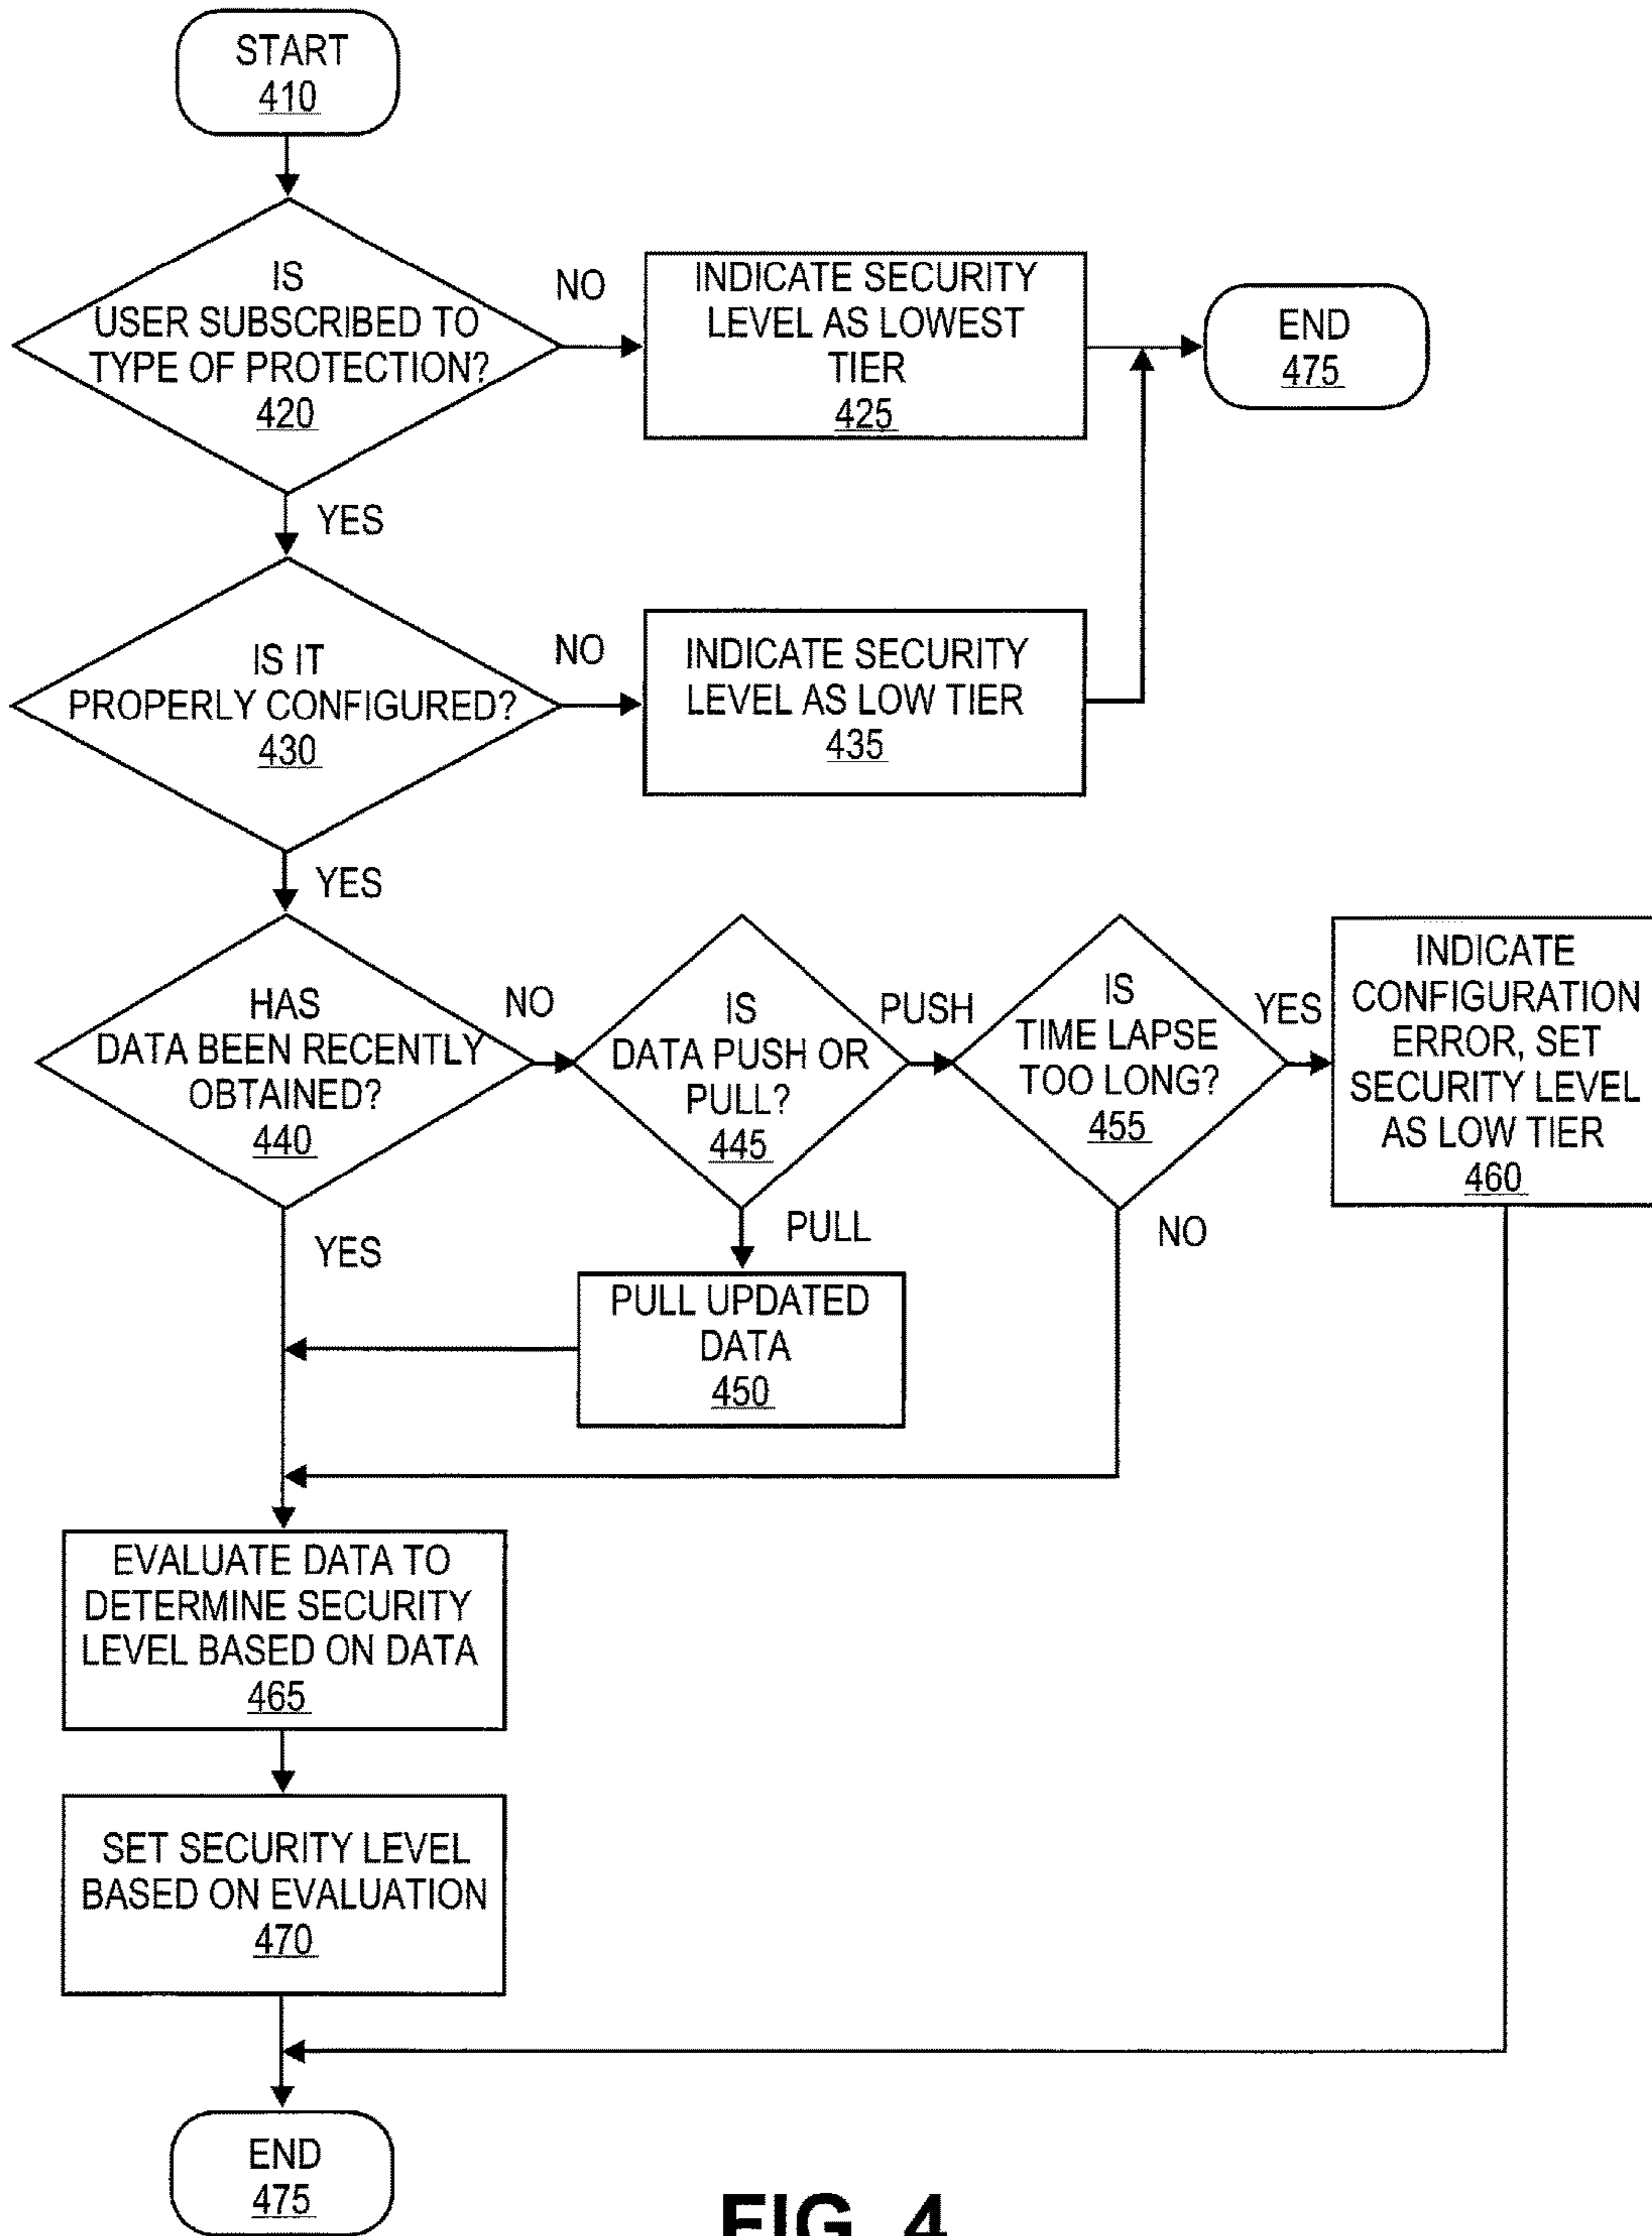 START
410
IS
USER SUBSCRIBED TO
TYPE OF PROTECTION?
420
NO
INDICATE SECURITY
LEVEL AS LOWEST
TIER
425
END
475
YES
IS IT
PROPERLY CONFIGURED?
430
NO
INDICATE SECURITY
LEVEL AS LOW TIER
435
YES
HAS
DATA BEEN RECENTLY
OBTAINED?
440
NO
IS
DATA PUSH OR
PULL?
445
PUSH
IS
TIME LAPSE
TOO LONG?
455
YES
INDICATE
CONFIGURATION
ERROR, SET
SECURITY LEVEL
AS LOW TIER
460
YES
PULL
NO
PULL UPDATED
DATA
450
EVALUATE DATA TO
DETERMINE SECURITY
LEVEL BASED ON DATA
465
SET SECURITY LEVEL
BASED ON EVALUATION
470
END
475
FIG. 4